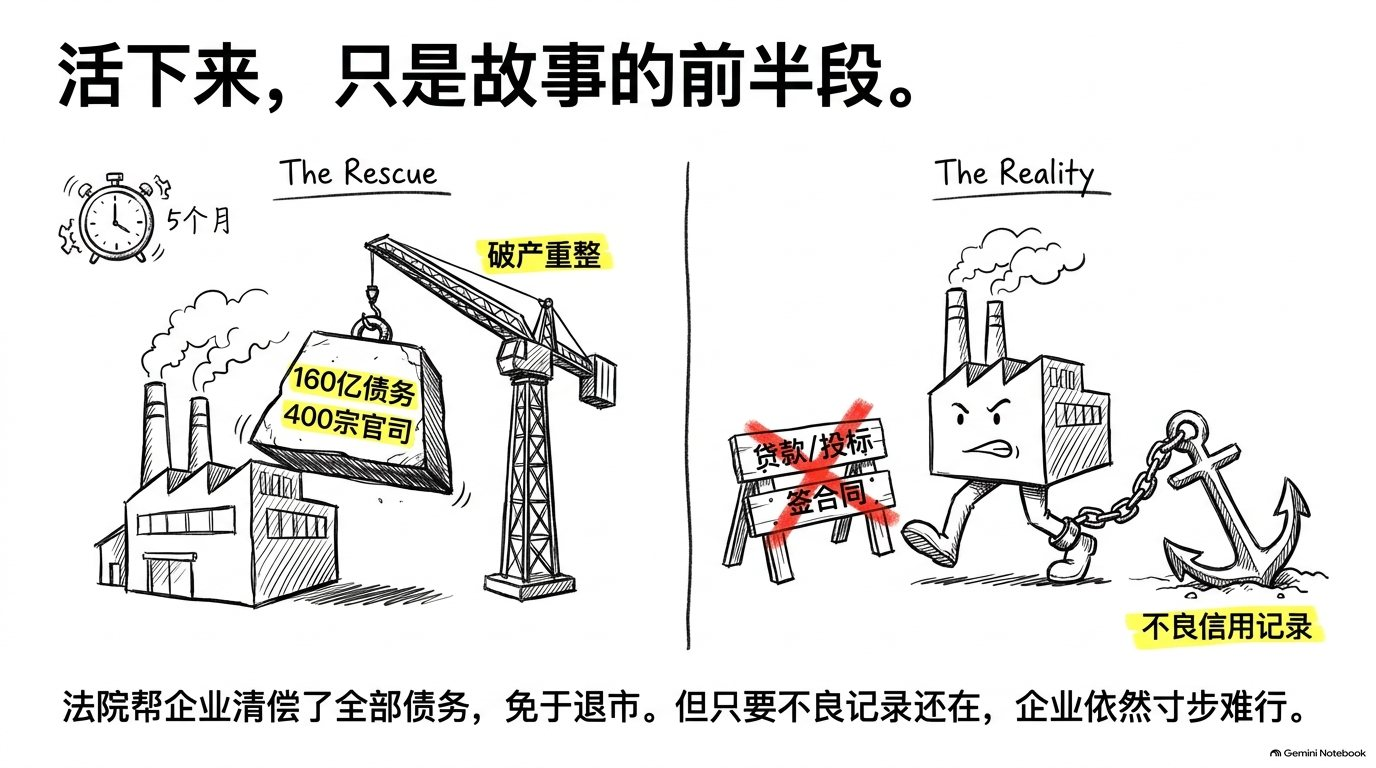 活下来，只是故事的前半段。
The Rescue
5个月
破产重整
160亿债务
400宗官司
The Reality
贷款/投标
签合同
不良信用记录
法院帮企业清偿了全部债务，免于退市。但只要不良记录还在，企业依然寸步难行。
Gemini Notebook